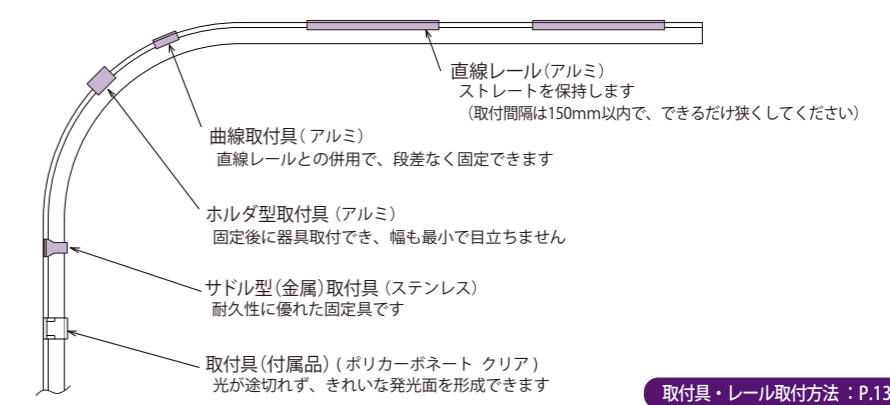 直線レール(アルミ)
ストレートを保持します
(取付間隔は150mm以内で、できるだけ狭くしてください)
曲線取付具(アルミ)
直線レールとの併用で、段差なく固定できます
ホルダ型取付具(アルミ)
固定後に器具取付でき、幅も最小で目立ちません
サドル型(金属)取付具(ステンレス)
耐久性に優れた固定具です
取付具(付属品)(ポリカーボネート クリア)
光が途切れず、きれいな発光面を形成できます
取付具・レール取付方法:P.13